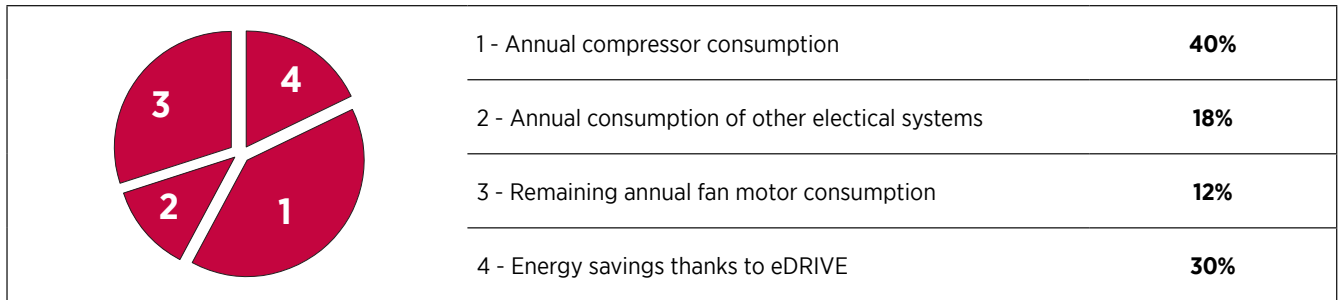 3
4
2
1
1 - Annual compressor consumption 40%
2 - Annual consumption of other electical systems 18%
3 - Remaining annual fan motor consumption 12%
4 - Energy savings thanks to eDRIVE 30%